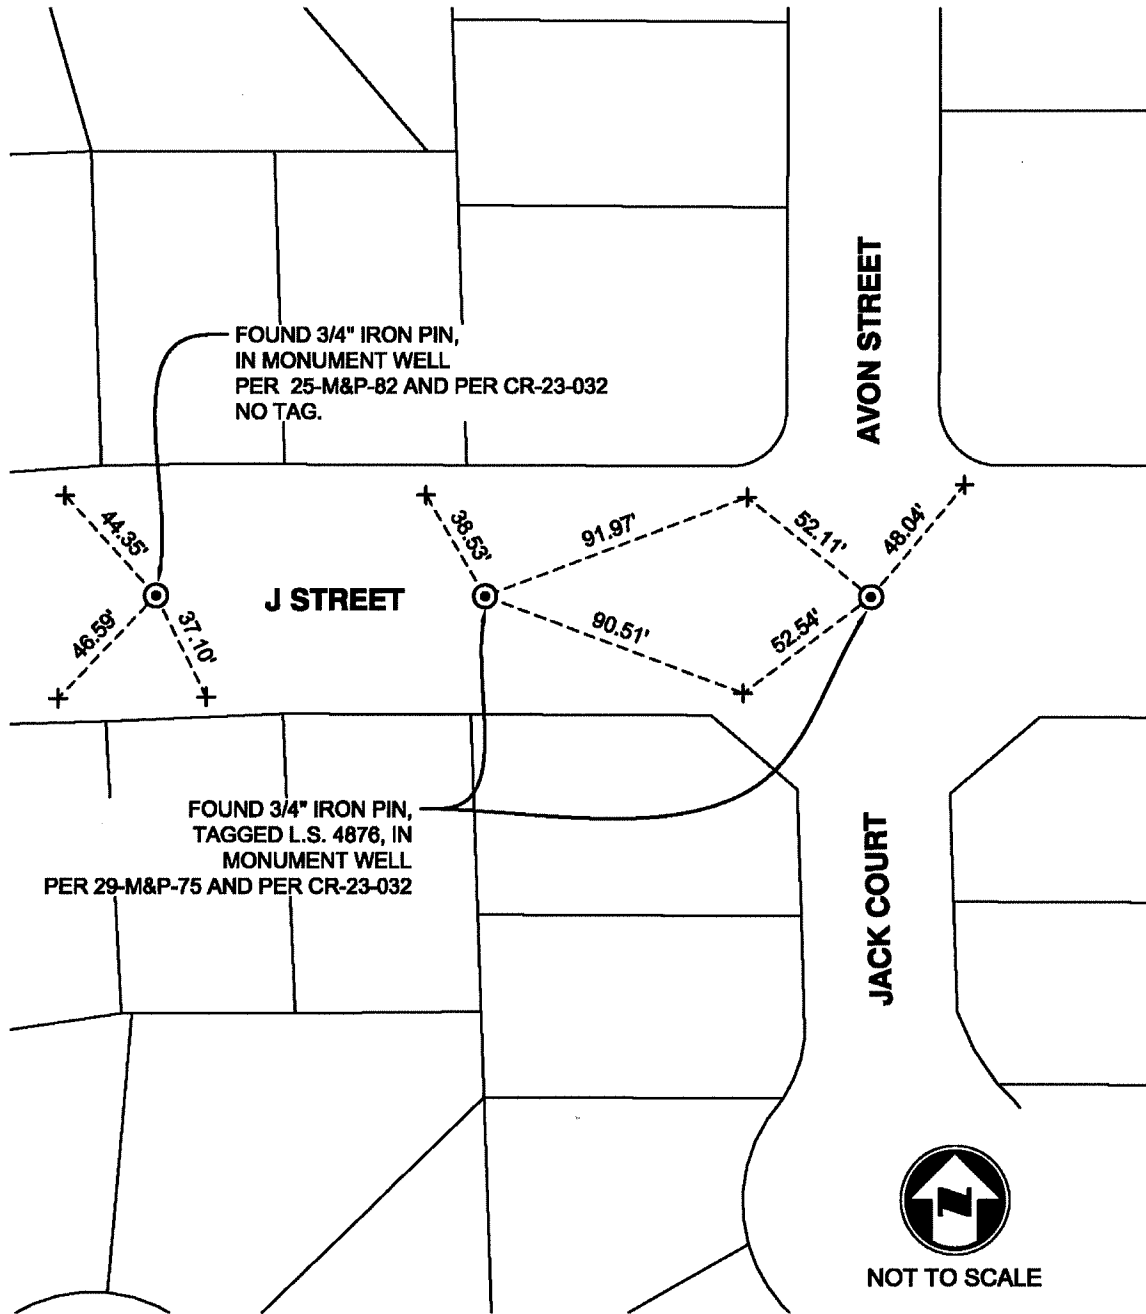 AVON STREET
FOUND 3/4" IRON PIN,
IN MONUMENT WELL
PER 25-M&P-82 AND PER CR-23-032
NO TAG.
44.35'
38.53'
91.97'
52.11'
48.04'
J STREET
46.59'
37.10'
90.51'
52.54'
FOUND 3/4" IRON PIN,
TAGGED L.S. 4876, IN
MONUMENT WELL
PER 29-M&P-75 AND PER CR-23-032
JACK COURT
N
NOT TO SCALE